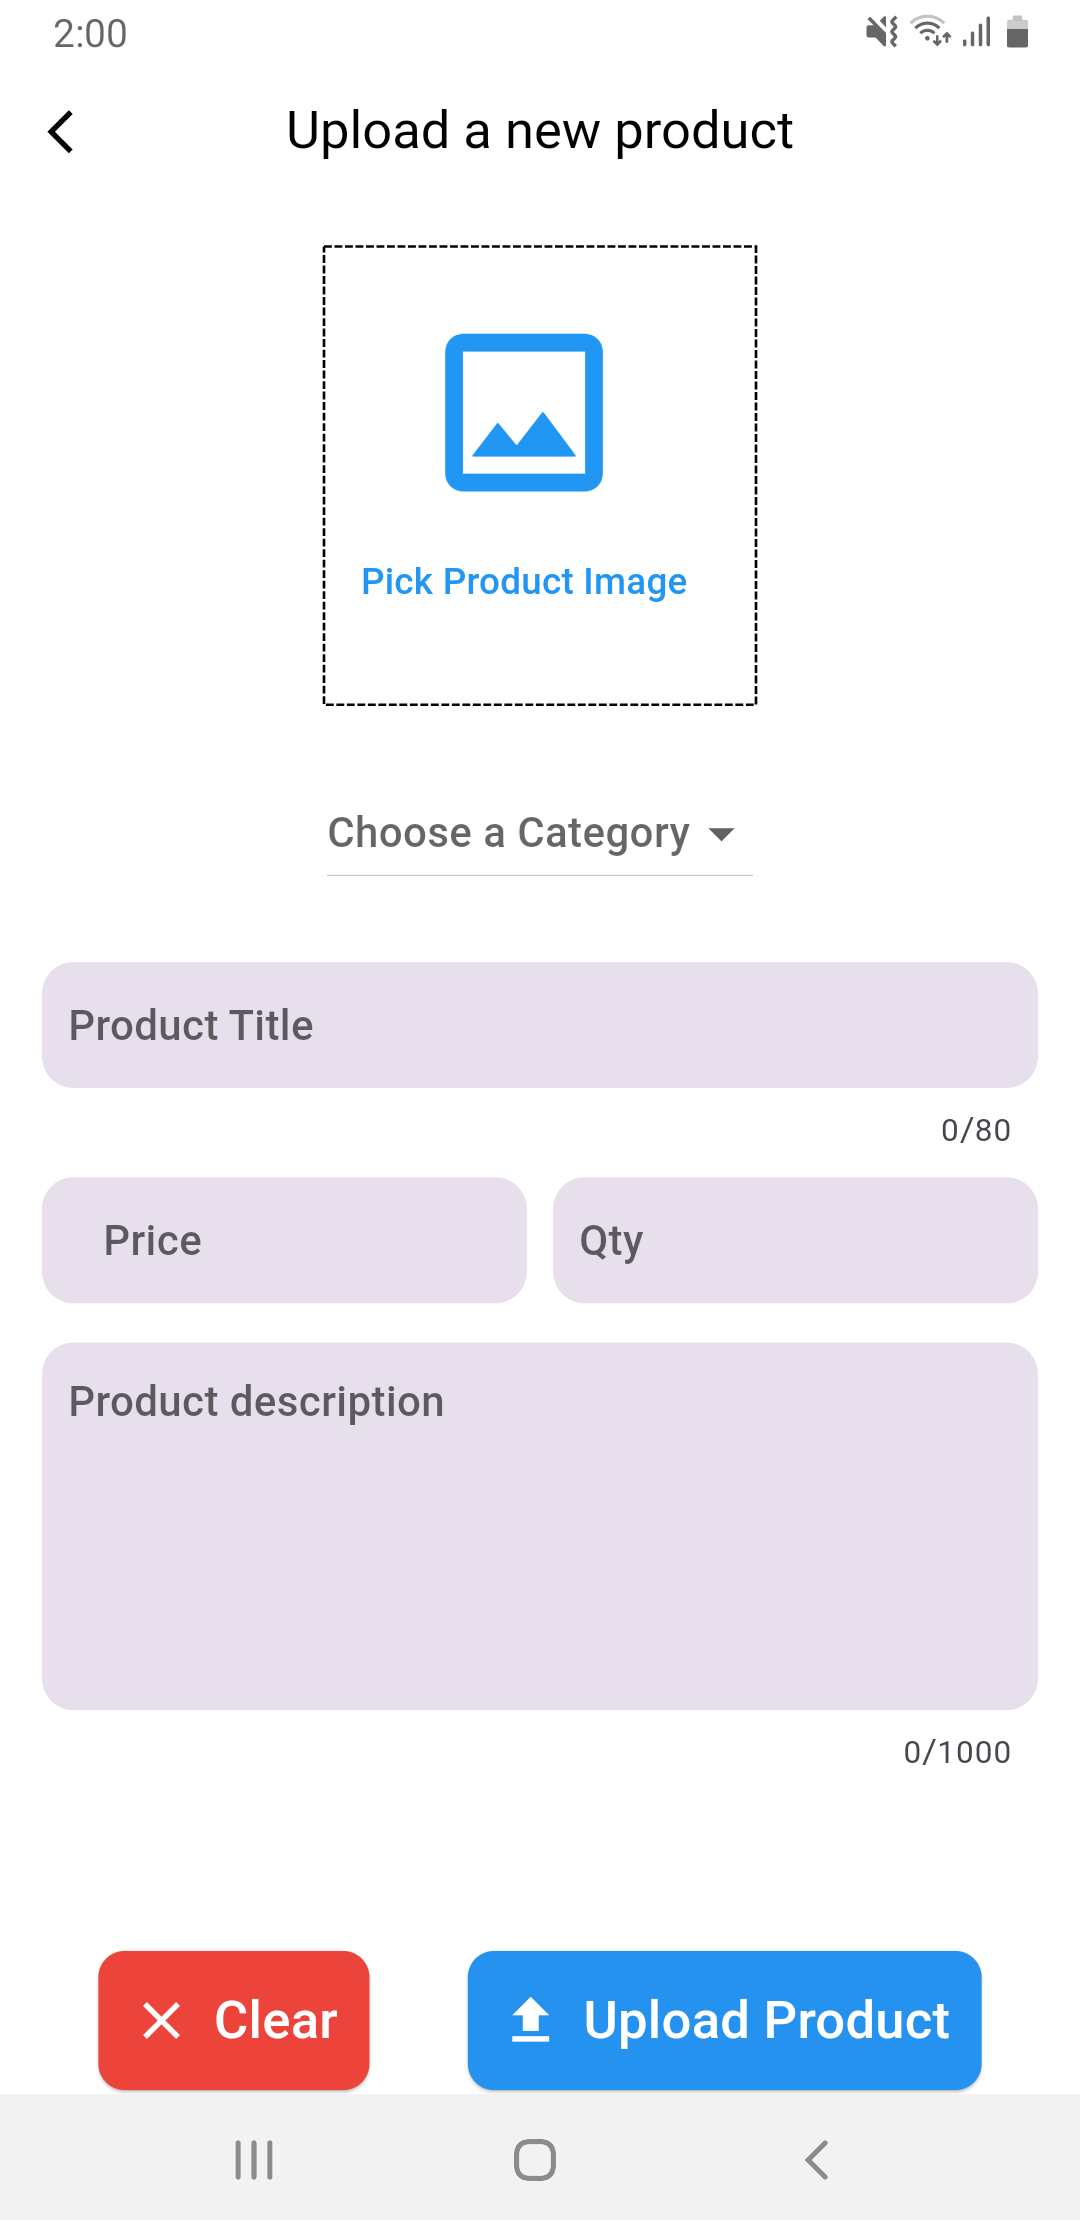 2:00
Upload a new product
Pick Product Image
Choose a Category
Product Title
0/80
Price
Qty
Product description
0/1000
Clear
Upload Product